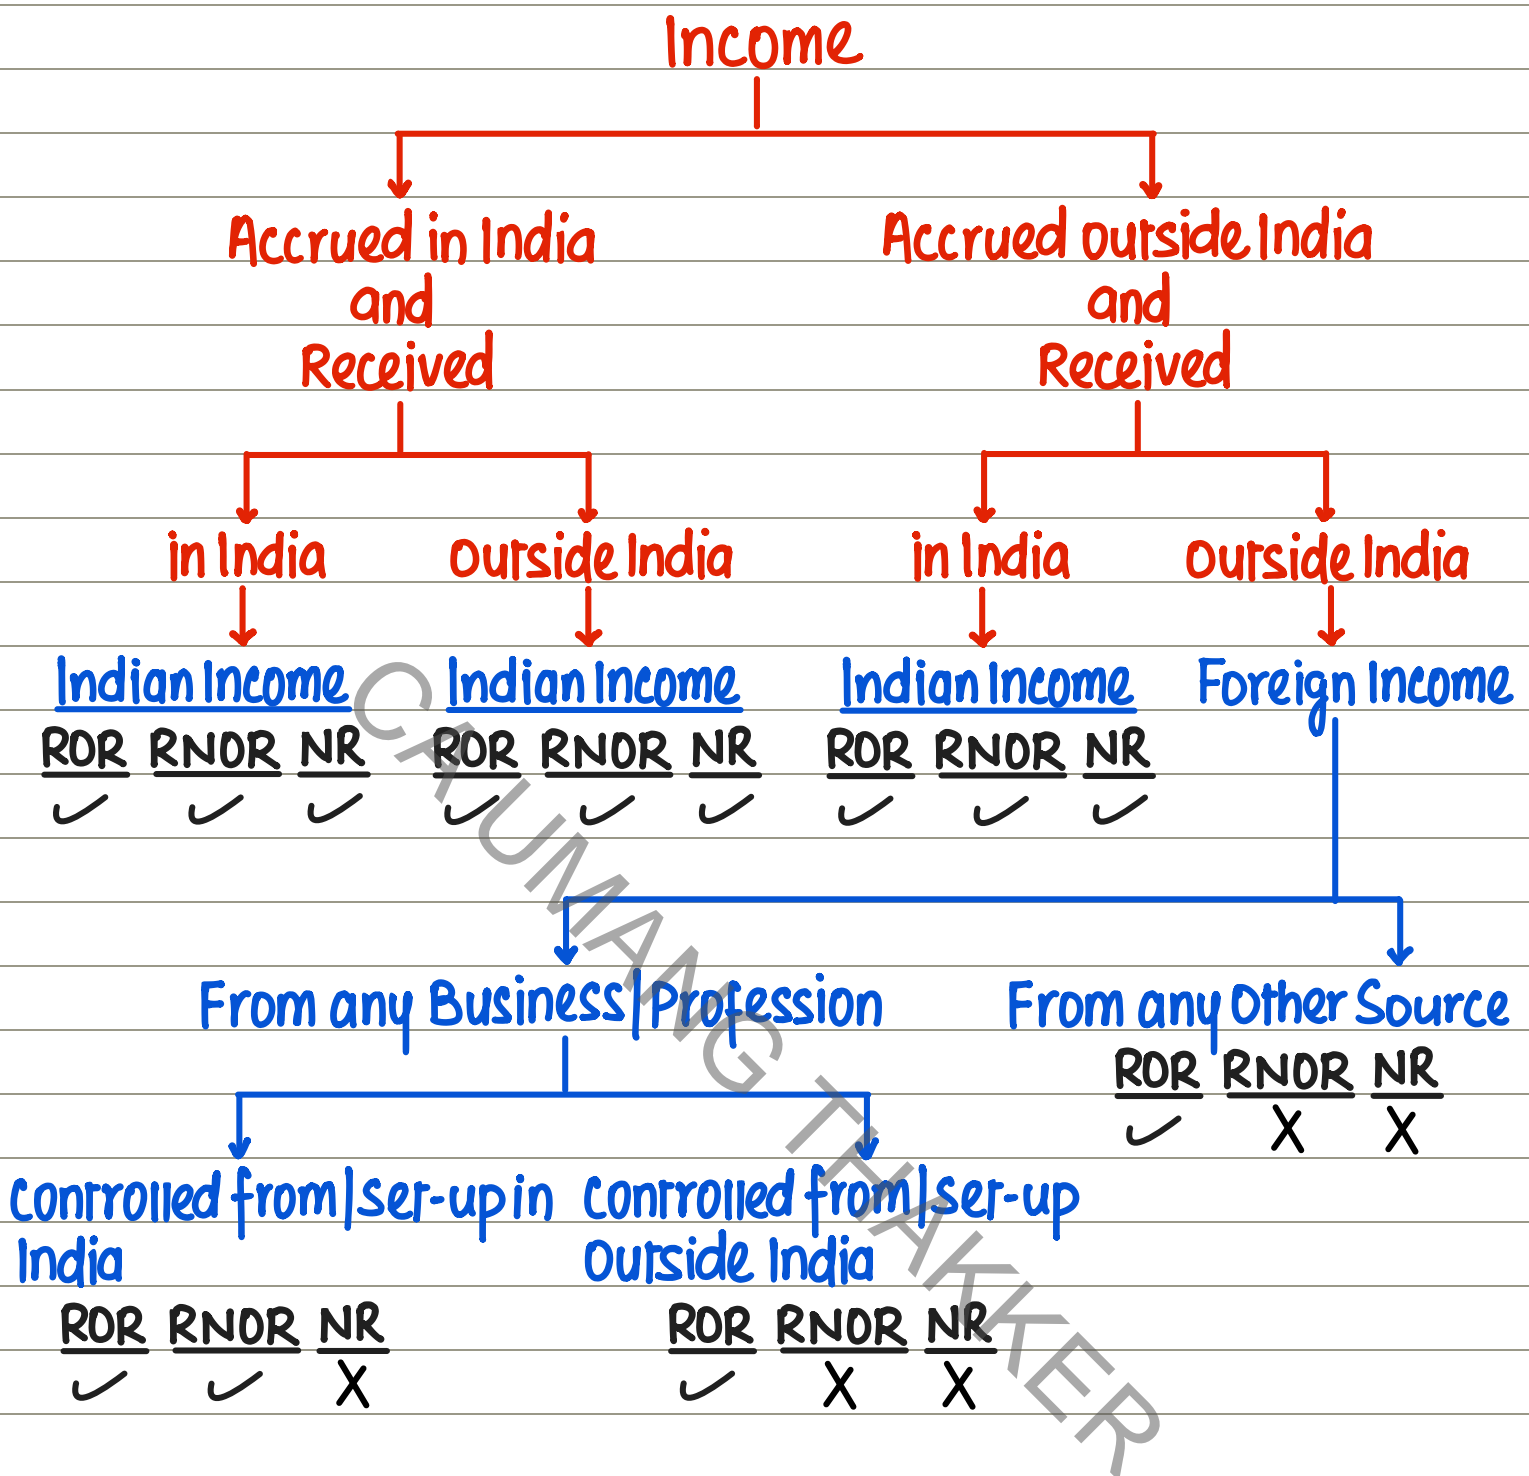 Income
Accrued in India Accrued outside India
and and
Received Received
in India Outside India in India Outside India
Indian Income Indian Income Indian Income Foreign Income
ROR RNOR NR ROR RNOR NR ROR RNOR NR
✓ ✓ ✓ ✓ ✓ ✓ ✓ ✓ ✓
From any Business/Profession From any Other Source
ROR RNOR NR
✓ X X
Controlled from/set-up in Controlled from/set-up
India Outside India
ROR RNOR NR ROR RNOR NR
✓ ✓ X ✓ X X
CA UMANG THAKKER